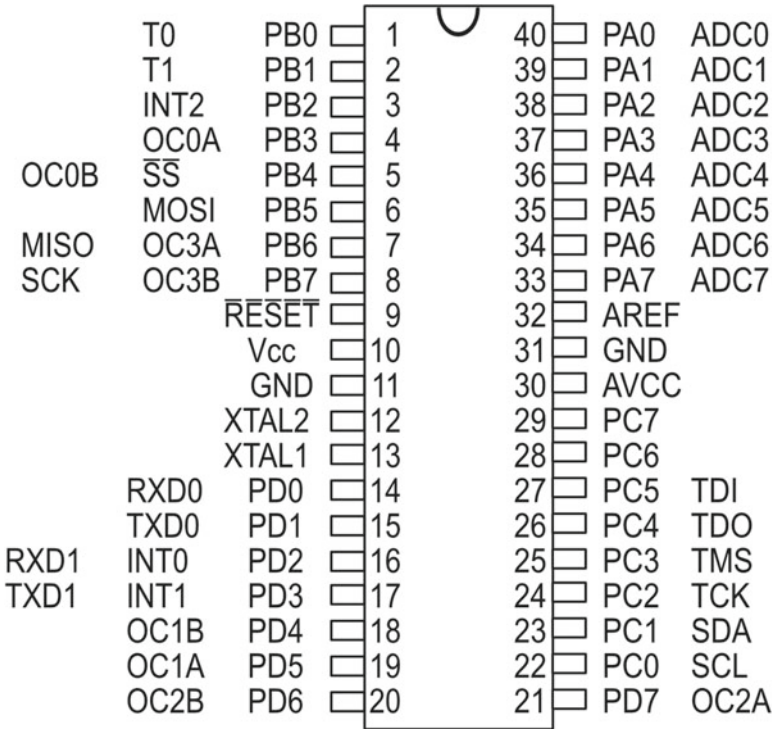 T0 PB0 1 40 PA0 ADC0
T1 PB1 2 39 PA1 ADC1
INT2 PB2 3 38 PA2 ADC2
OC0A PB3 4 37 PA3 ADC3
OC0B S̅S̅ PB4 5 36 PA4 ADC4
MOSI PB5 6 35 PA5 ADC5
MISO OC3A PB6 7 34 PA6 ADC6
SCK OC3B PB7 8 33 PA7 ADC7
R̅E̅S̅E̅T̅ 9 32 AREF
Vcc 10 31 GND
GND 11 30 AVCC
XTAL2 12 29 PC7
XTAL1 13 28 PC6
RXD0 PD0 14 27 PC5 TDI
TXD0 PD1 15 26 PC4 TDO
RXD1 INT0 PD2 16 25 PC3 TMS
TXD1 INT1 PD3 17 24 PC2 TCK
OC1B PD4 18 23 PC1 SDA
OC1A PD5 19 22 PC0 SCL
OC2B PD6 20 21 PD7 OC2A